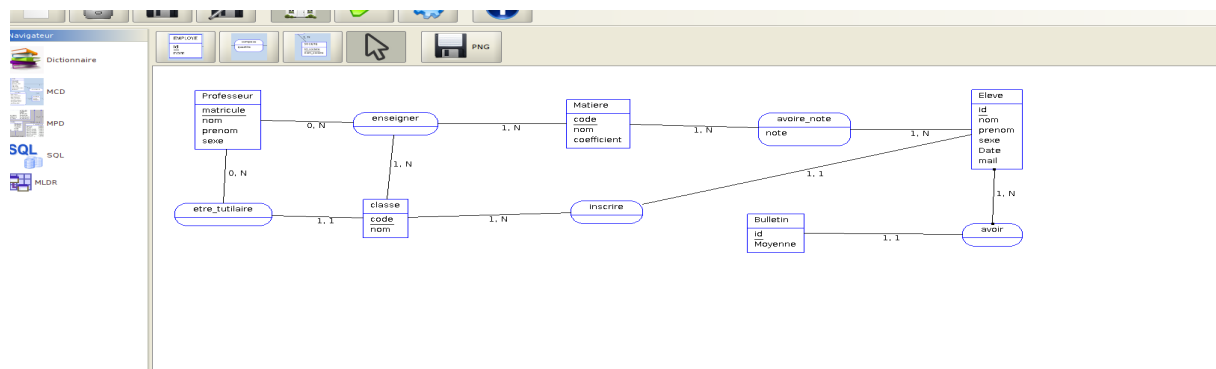 Navigateur
Dictionnaire
MCD
MPD
SQL
SQL
MLDR
EMPLOYE
id
PNG
Professeur
matricule
nom
prenom
sexe
0, N
enseigner
1, N
Matiere
code
nom
coefficient
1, N
avoire_note
note
1, N
Eleve
id
nom
prenom
sexe
Date
mail
0, N
1, N
1, 1
1, N
etre_tutilaire
1, 1
classe
code
nom
1, N
inscrire
Bulletin
id
Moyenne
1, 1
avoir